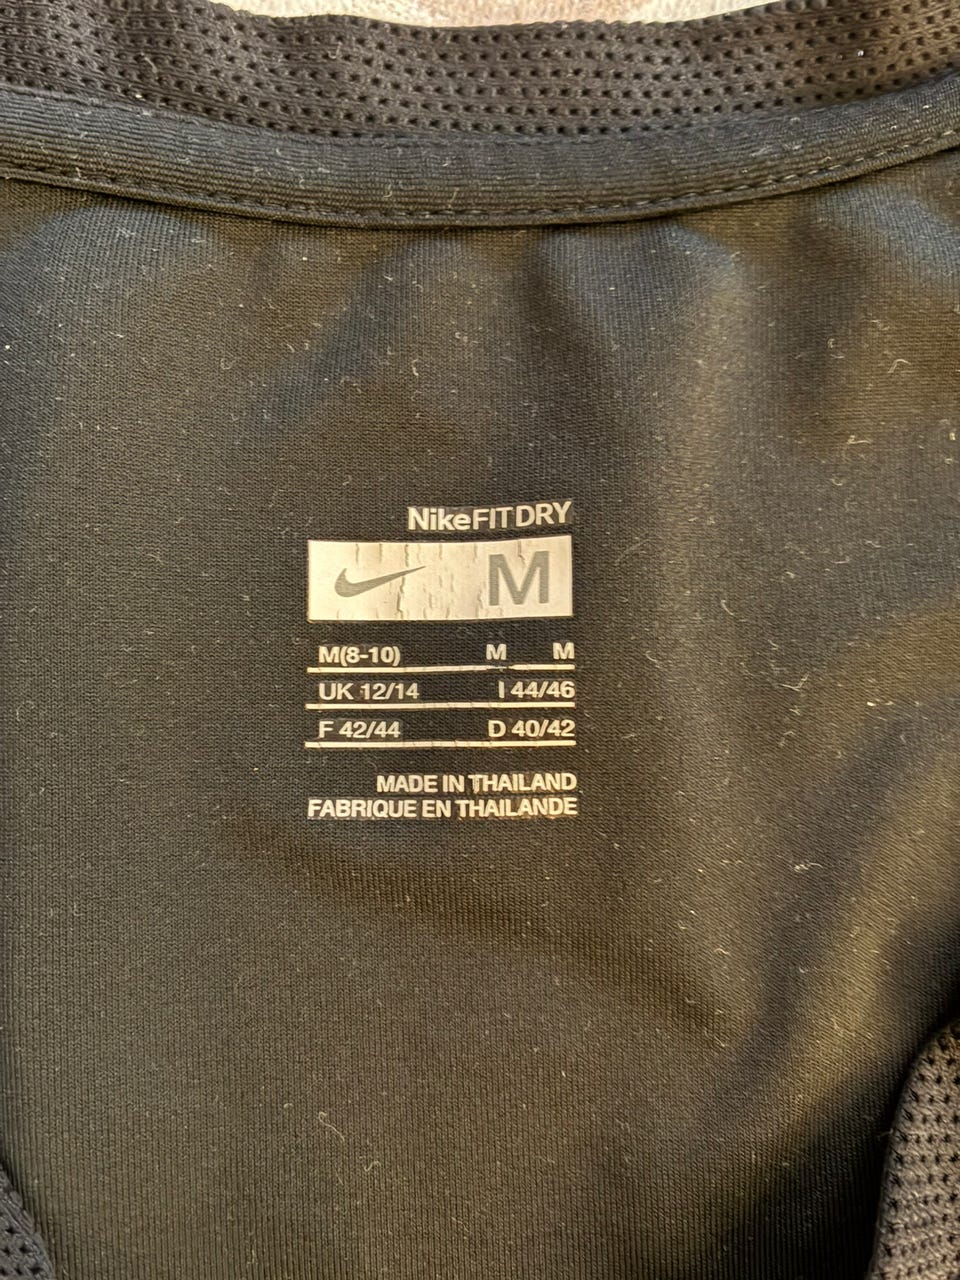 NikeFITDRY
M
M(8-10) M M
UK 12/14 I 44/46
F 42/44 D 40/42
MADE IN THAILAND
FABRIQUE EN THAILANDE